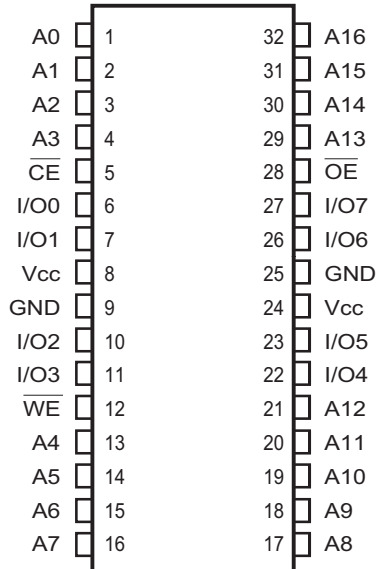 A0 1 32 A16
A1 2 31 A15
A2 3 30 A14
A3 4 29 A13
C̅E̅ 5 28 O̅E̅
I/O0 6 27 I/O7
I/O1 7 26 I/O6
Vcc 8 25 GND
GND 9 24 Vcc
I/O2 10 23 I/O5
I/O3 11 22 I/O4
W̅E̅ 12 21 A12
A4 13 20 A11
A5 14 19 A10
A6 15 18 A9
A7 16 17 A8